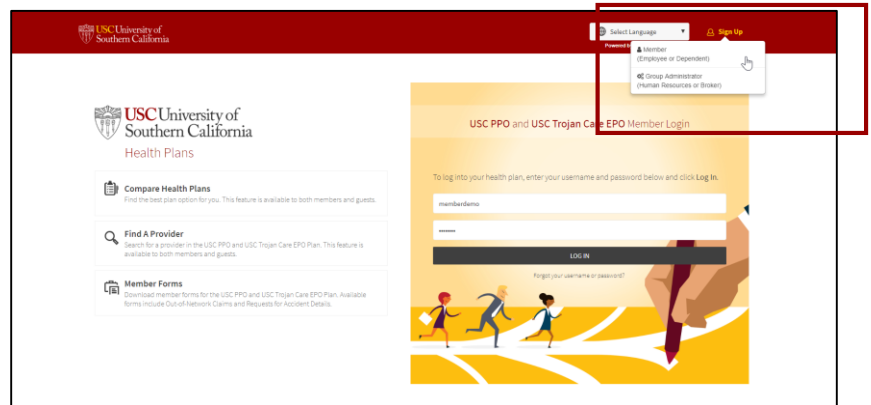 USC University of
Southern California
Select Language
Sign Up
Powered by
Member
(Employee or Dependent)
Group Administrator
(Human Resources or Broker)
USC University of
Southern California
Health Plans
Compare Health Plans
Find the best plan option for you. This feature is available to both members and guests.
Find A Provider
Search for a provider in the USC PPO and USC Trojan Care EPO Plan. This feature is
available to both members and guests.
Member Forms
Download member forms for the USC PPO and USC Trojan Care EPO Plan. Available
forms include Out-of-Network Claims and Requests for Accident Details.
USC PPO and USC Trojan Care EPO Member Login
To log into your health plan, enter your username and password below and click Log In.
memberdemo
•••••••
LOG IN
Forgot your username or password?